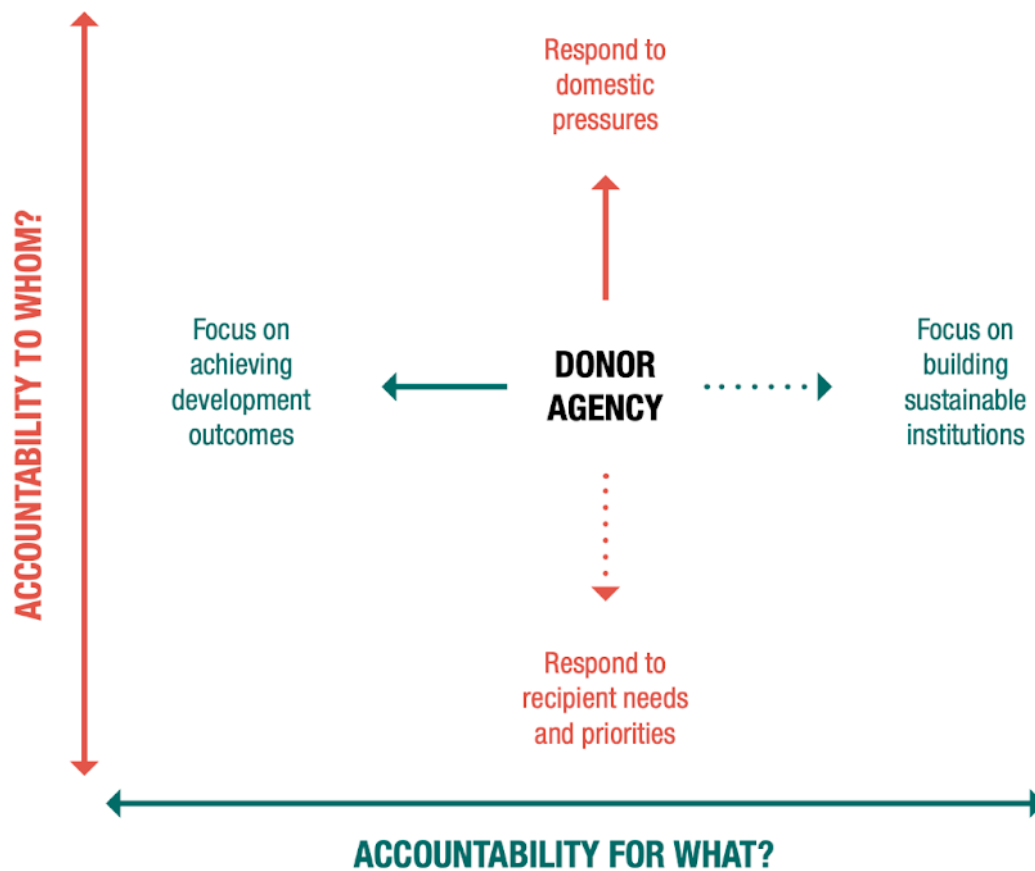 Respond to
domestic
pressures
ACCOUNTABILITY TO WHOM?
Focus on
achieving
development
outcomes
DONOR
AGENCY
Focus on
building
sustainable
institutions
Respond to
recipient needs
and priorities
ACCOUNTABILITY FOR WHAT?